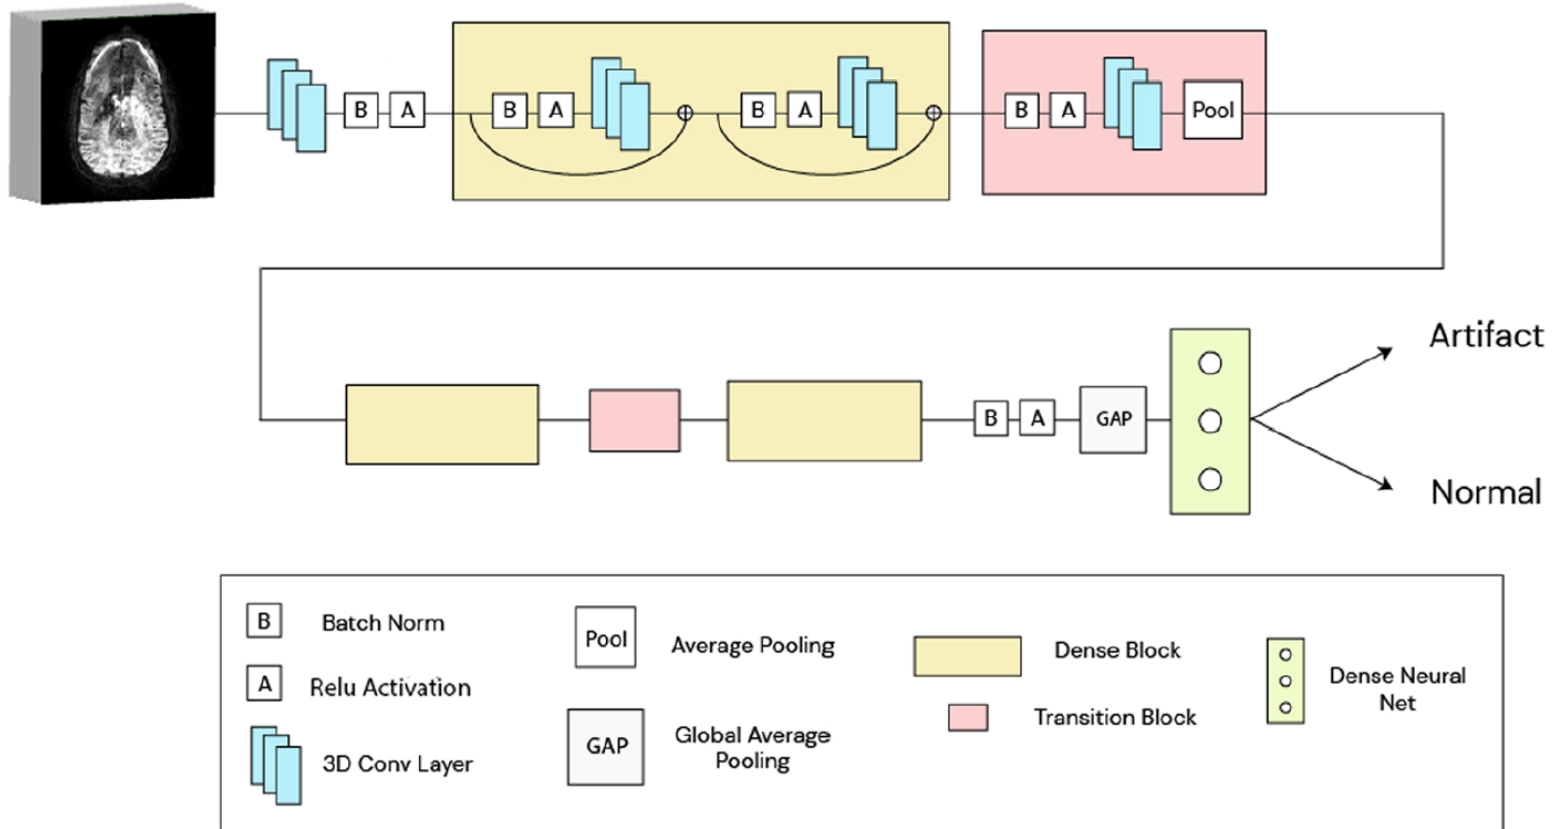 B A B A B A B A Pool
Artifact
B A GAP
Normal
B Batch Norm
Pool Average Pooling
Dense Block
Dense Neural
Net
A Relu Activation
Transition Block
GAP Global Average
Pooling
3D Conv Layer